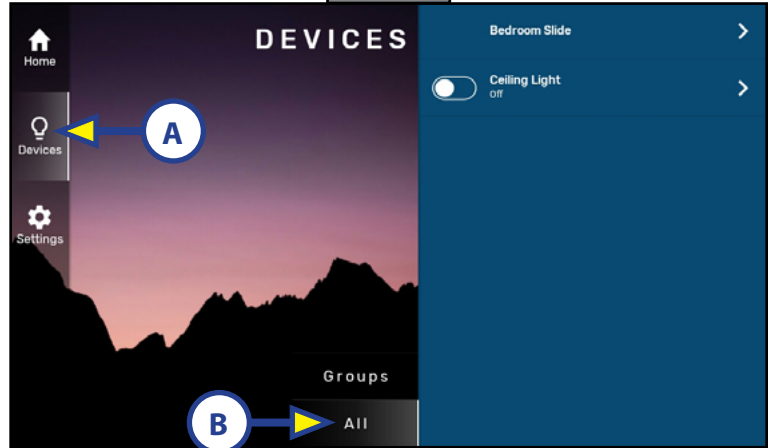 Home
Devices
Settings
A
DEVICES
Groups
All
B
Bedroom Slide
Ceiling Light
Off